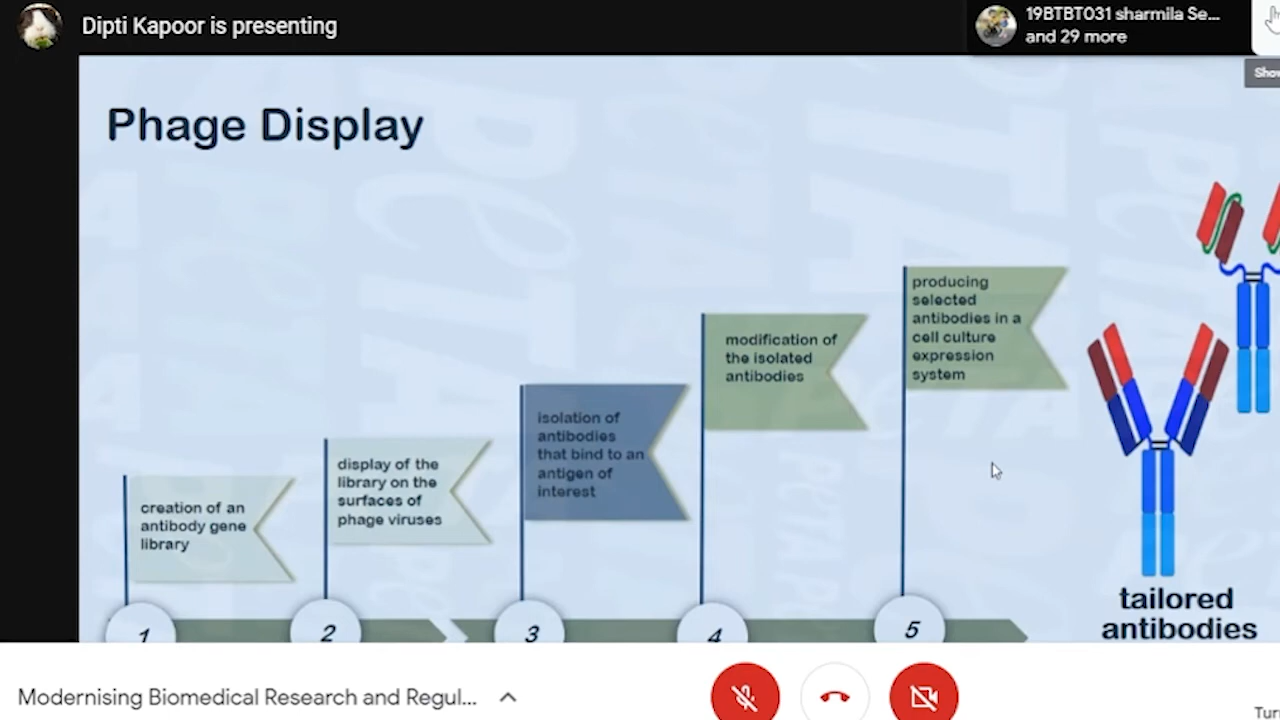 Dipti Kapoor is presenting
19BTBT031 sharmila Se...
and 29 more
Phage Display
creation of an
antibody gene
library
display of the
library on the
surfaces of
phage viruses
isolation of
antibodies
that bind to an
antigen of
interest
modification of
the isolated
antibodies
producing
selected
antibodies in a
cell culture
expression
system
1
2
3
4
5
tailored
antibodies
Modernising Biomedical Research and Regul...